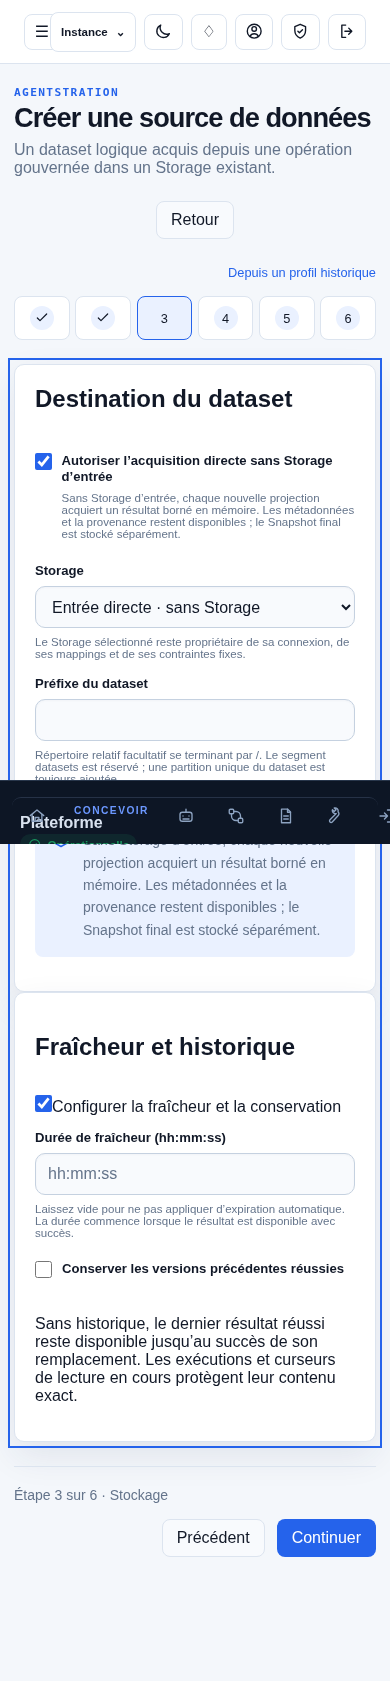 Instance
AGENTSTRATION
Créer une source de données
Un dataset logique acquis depuis une opération
gouvernée dans un Storage existant.
Retour
Depuis un profil historique
3 4 5 6
Destination du dataset
Autoriser l’acquisition directe sans Storage
d’entrée
Sans Storage d’entrée, chaque nouvelle projection
acquiert un résultat borné en mémoire. Les métadonnées
et la provenance restent disponibles ; le Snapshot final
est stocké séparément.
Storage
Entrée directe · sans Storage
Le Storage sélectionné reste propriétaire de sa connexion, de
ses mappings et de ses contraintes fixes.
Préfixe du dataset
Répertoire relatif facultatif se terminant par /. Le segment
datasets est réservé ; une partition unique du dataset est
toujours ajoutée.
CONCEVOIR
Plateforme
projection acquiert un résultat borné en
mémoire. Les métadonnées et la
provenance restent disponibles ; le
Snapshot final est stocké séparément.
Fraîcheur et historique
Configurer la fraîcheur et la conservation
Durée de fraîcheur (hh:mm:ss)
hh:mm:ss
Laissez vide pour ne pas appliquer d’expiration automatique.
La durée commence lorsque le résultat est disponible avec
succès.
Conserver les versions précédentes réussies
Sans historique, le dernier résultat réussi
reste disponible jusqu’au succès de son
remplacement. Les exécutions et curseurs
de lecture en cours protègent leur contenu
exact.
Étape 3 sur 6 · Stockage
Précédent
Continuer